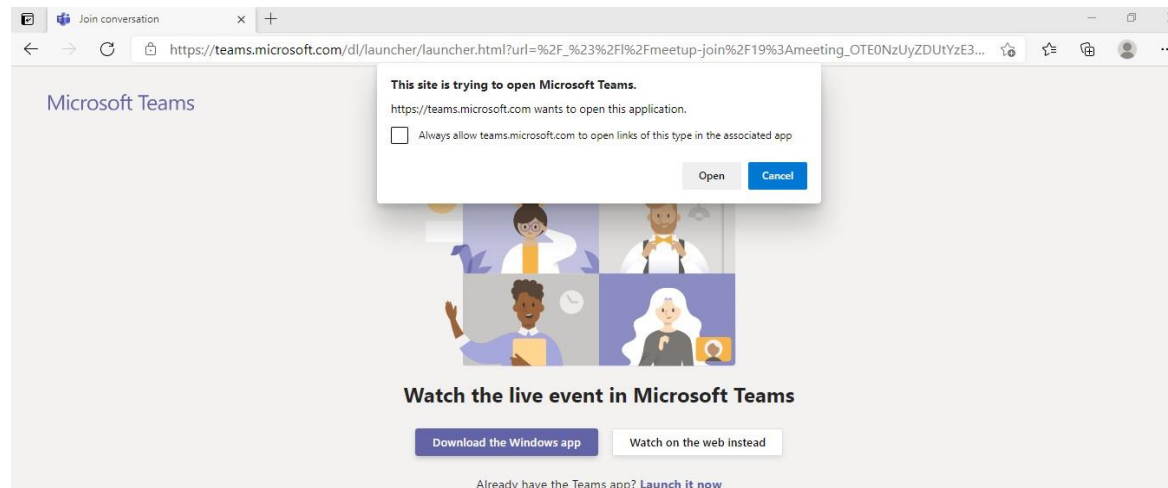 Join conversation
https://teams.microsoft.com/dl/launcher/launcher.html?url=%2F_%23%2Fl%2Fmeetup-join%2F19%3Ameeting_OTE0NzUyZDUtYzE3...
This site is trying to open Microsoft Teams.
https://teams.microsoft.com wants to open this application.
Always allow teams.microsoft.com to open links of this type in the associated app
Open Cancel
Microsoft Teams
Watch the live event in Microsoft Teams
Download the Windows app Watch on the web instead
Already have the Teams app? Launch it now